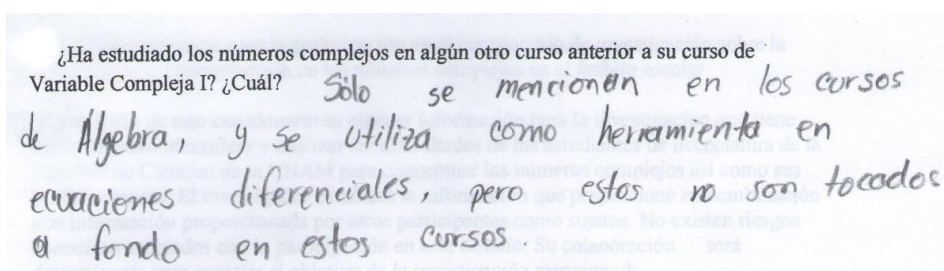 ¿Ha estudiado los números complejos en algún otro curso anterior a su curso de
Variable Compleja I? ¿Cuál? Sólo se mencionan en los cursos
de Algebra, y se utiliza como herramienta en
ecuaciones diferenciales, pero estos no son tocados
a fondo en estos cursos.